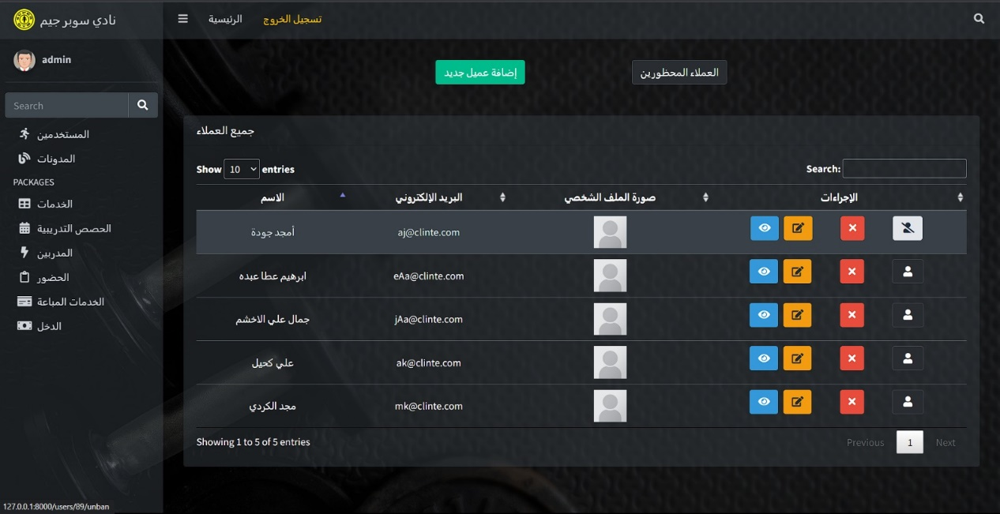 نادي سوبر جيم
الرئيسية
تسجيل الخروج
admin
Search
المستخدمين
المدونات
PACKAGES
الخدمات
الحصص التدريبية
المدربين
الحضور
الخدمات المباعة
الدخل
إضافة عميل جديد
العملاء المحظورين
جميع العملاء
Show 10 entries
Search:
الاسم البريد الإلكتروني صورة الملف الشخصي الإجراءات
أمجد جودة aj@clinte.com
ابرهيم عطا عبده eAa@clinte.com
جمال علي الاخشم jAa@clinte.com
علي كحيل ak@clinte.com
مجد الكردي mk@clinte.com
Showing 1 to 5 of 5 entries
Previous 1 Next
127.0.0.1:8000/users/89/unban